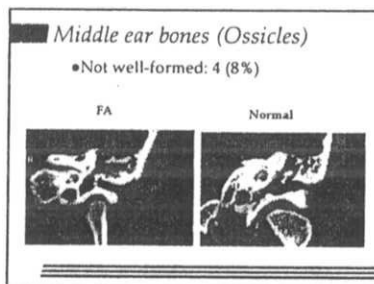 Middle ear bones (Ossicles)
•Not well-formed: 4 (8%)
FA
Normal